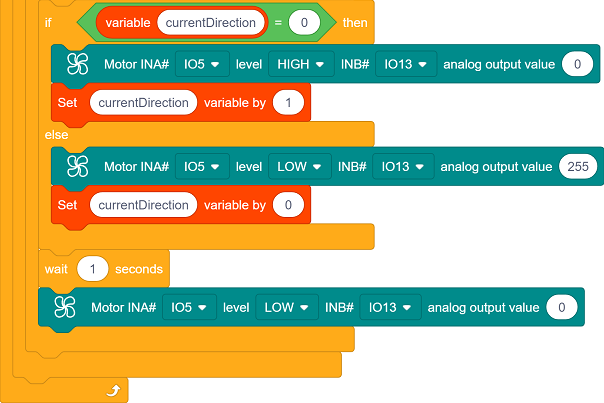 if variable currentDirection = 0 then
Motor INA# IO5 level HIGH INB# IO13 analog output value 0
Set currentDirection variable by 1
else
Motor INA# IO5 level LOW INB# IO13 analog output value 255
Set currentDirection variable by 0
wait 1 seconds
Motor INA# IO5 level LOW INB# IO13 analog output value 0